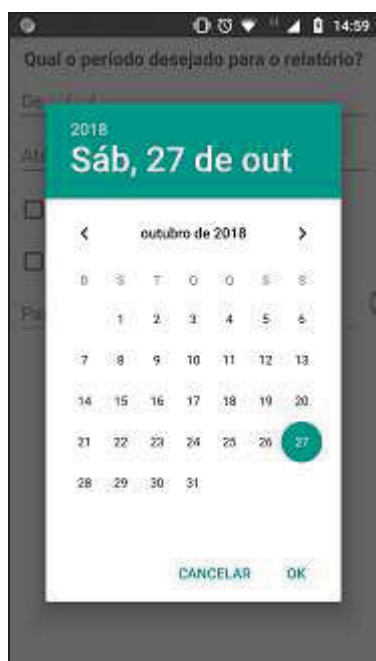 14:59
Qual o período desejado para o relatório?
De
Até
2018
Sáb, 27 de out
outubro de 2018
D S T Q Q S S
1 2 3 4 5 6
7 8 9 10 11 12 13
14 15 16 17 18 19 20
21 22 23 24 25 26 27
28 29 30 31
CANCELAR OK